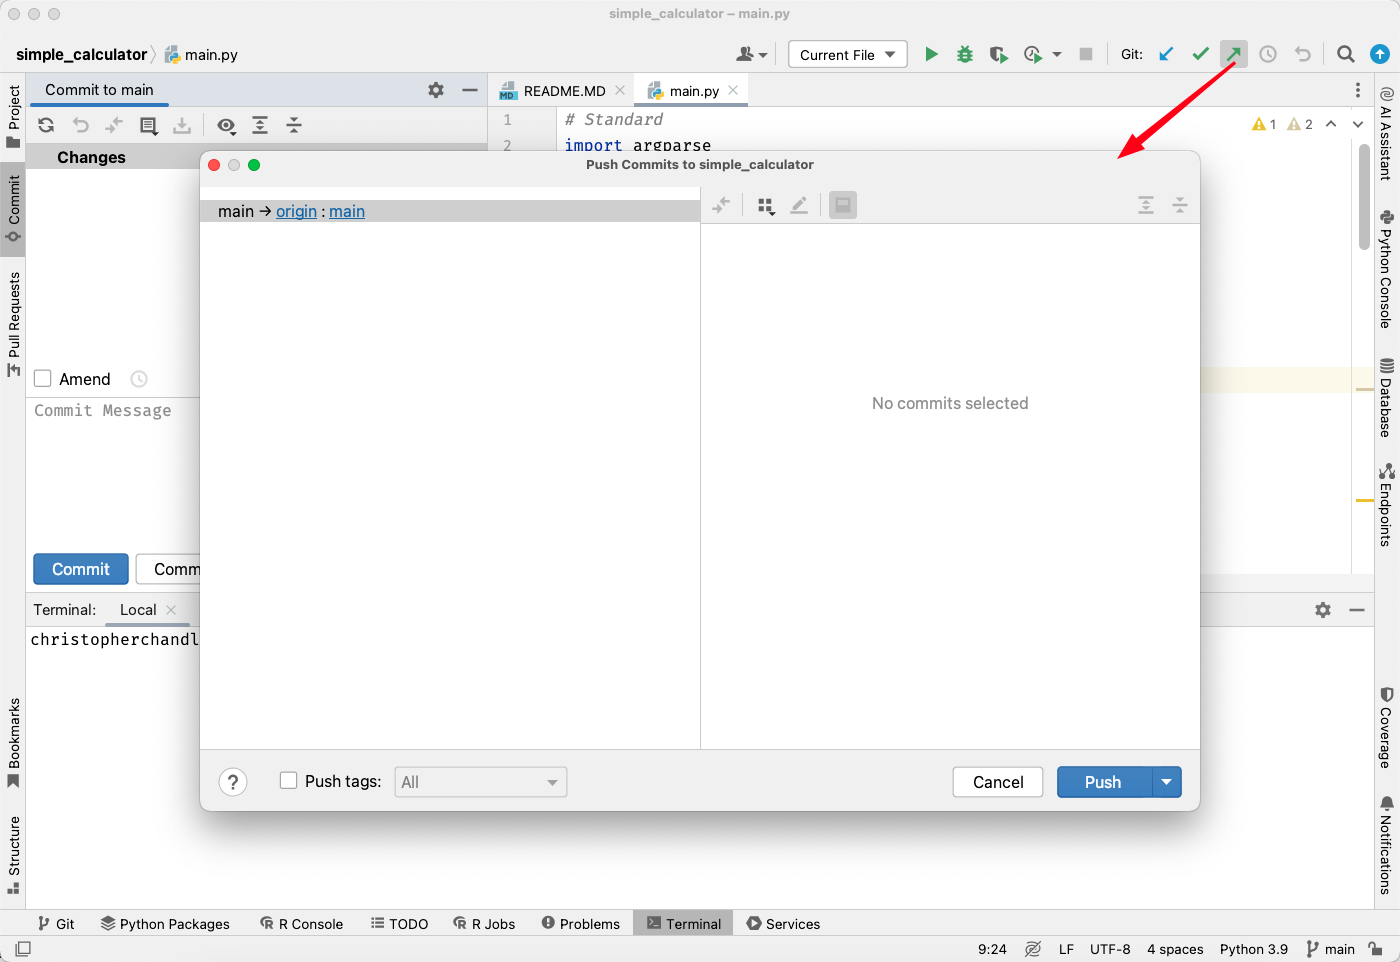 simple_calculator – main.py
simple_calculator main.py
Current File
Git:
Commit to main
README.MD
main.py
1 # Standard
1 2
2 import argparse
Changes
Push Commits to simple_calculator
main → origin : main
No commits selected
Amend
Commit Message
Commit
Comm
Terminal: Local
christopherchandl
? Push tags: All
Cancel
Push
Project
Commit
Pull Requests
Bookmarks
Structure
AI Assistant
Python Console
Database
Endpoints
Coverage
Notifications
Git Python Packages R Console TODO R Jobs Problems Terminal Services
9:24 LF UTF-8 4 spaces Python 3.9 main